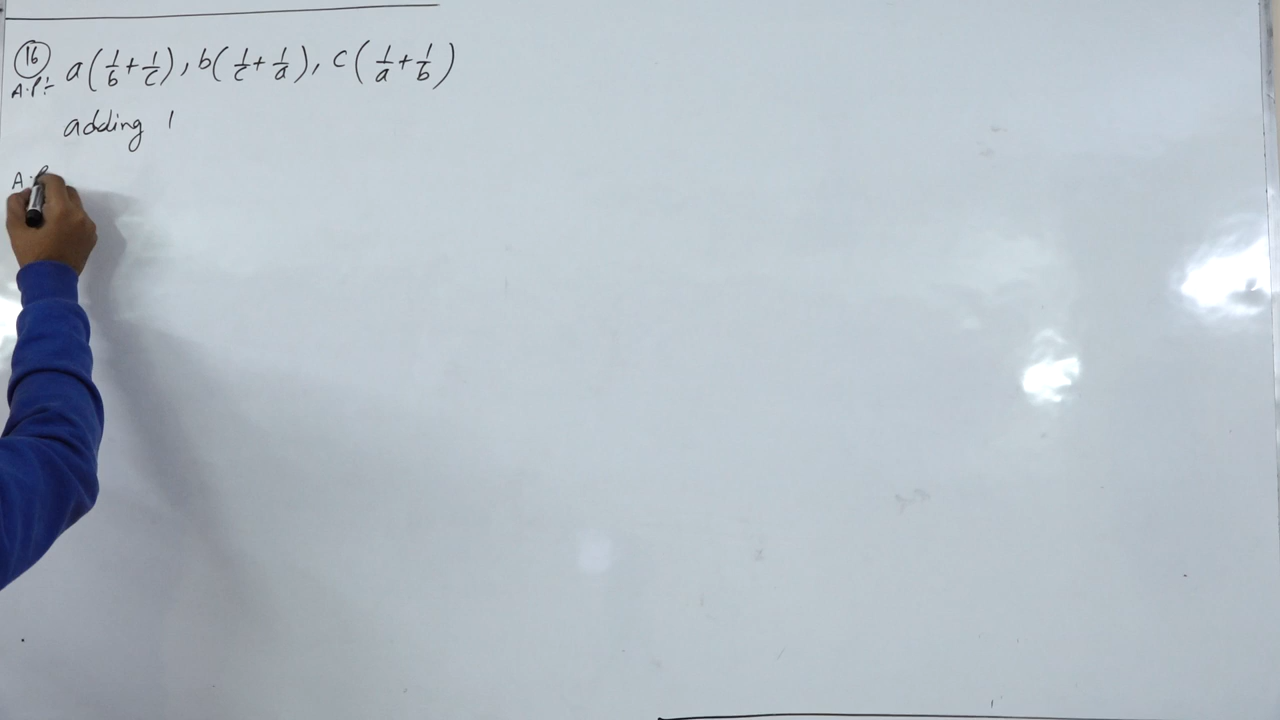 16 a(1/b + 1/c), b(1/c + 1/a), c(1/a + 1/b)
A.P:-
adding 1
A.P